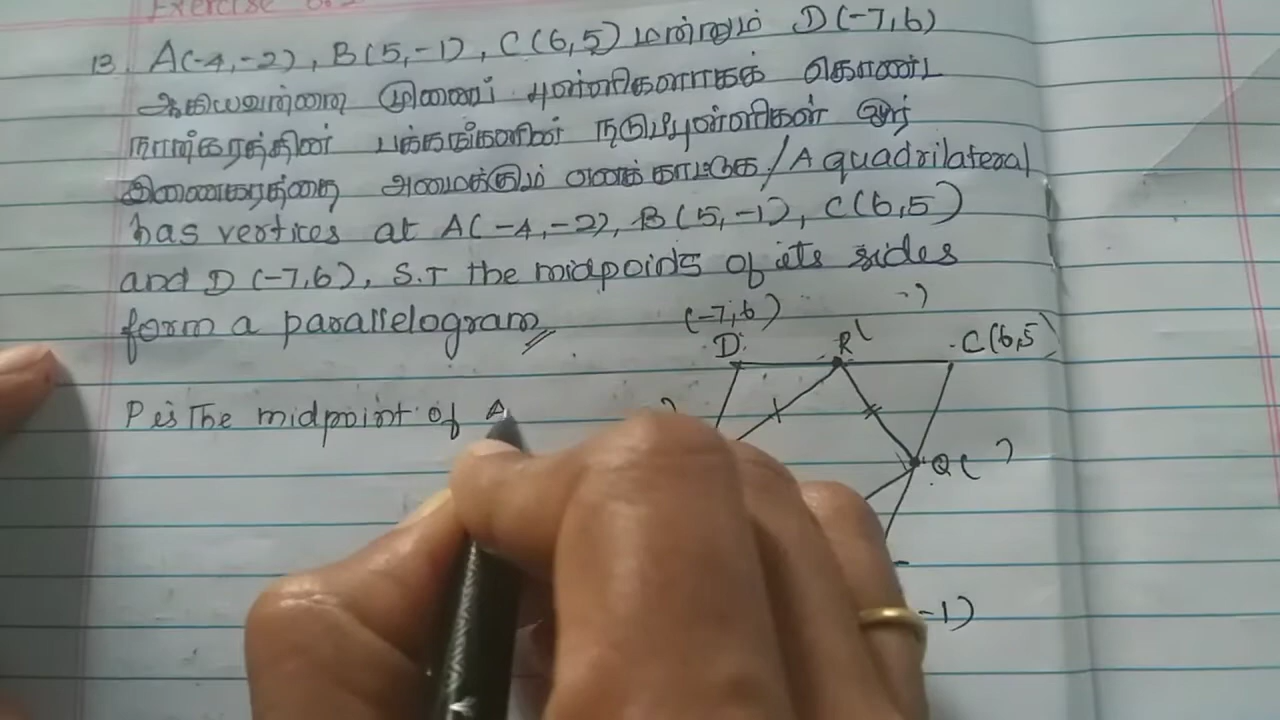 Exercise
13. A(-4,-2), B(5,-1), C(6,5) மற்றும் D(-7,6)
ஆகியவற்றை முனைப் புள்ளிகளாகக் கொண்ட
நாற்கரத்தின் பக்கங்களின் நடுப்புள்ளிகள் ஓர்
இணைகரத்தை அமைக்கும் எனக் காட்டுக / A quadrilateral
has vertices at A(-4,-2), B(5,-1), C(6,5)
and D(-7,6), S.T the midpoints of its sides
form a parallelogram
(-7,6)
D R( ) C(6,5)
P is The midpoint of A
Q( )
-1)